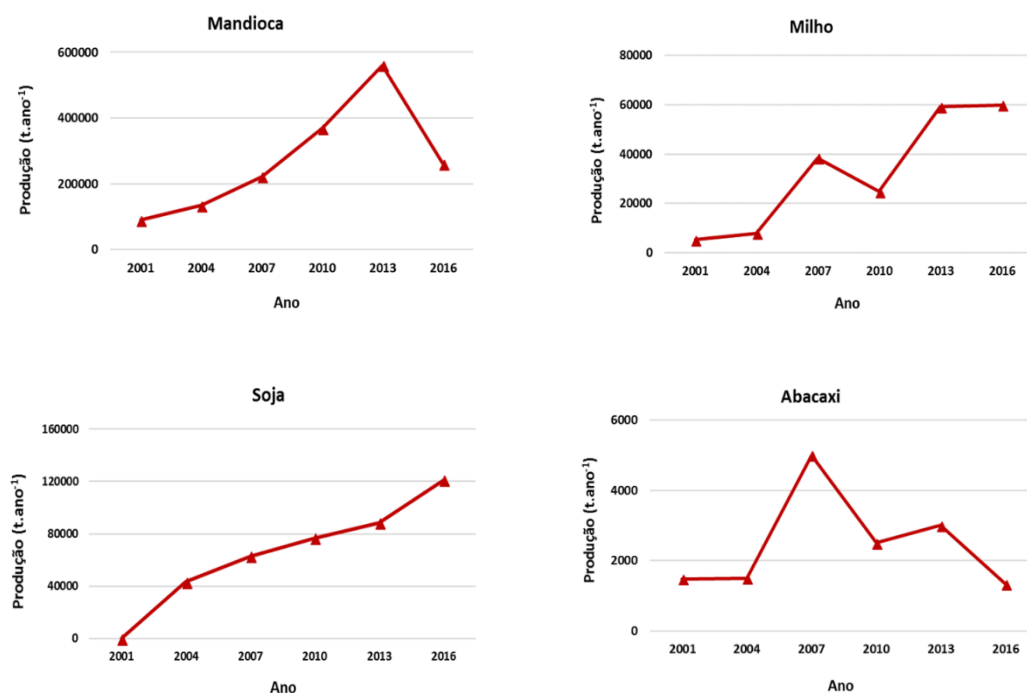 Mandioca
Produção (t.ano⁻¹)
600000
400000
200000
0
2001 2004 2007 2010 2013 2016
Ano
Milho
Produção (t.ano⁻¹)
80000
60000
40000
20000
0
2001 2004 2007 2010 2013 2016
Ano
Soja
Produção (t.ano⁻¹)
160000
120000
80000
40000
0
2001 2004 2007 2010 2013 2016
Ano
Abacaxi
Produção (t.ano⁻¹)
6000
4000
2000
0
2001 2004 2007 2010 2013 2016
Ano